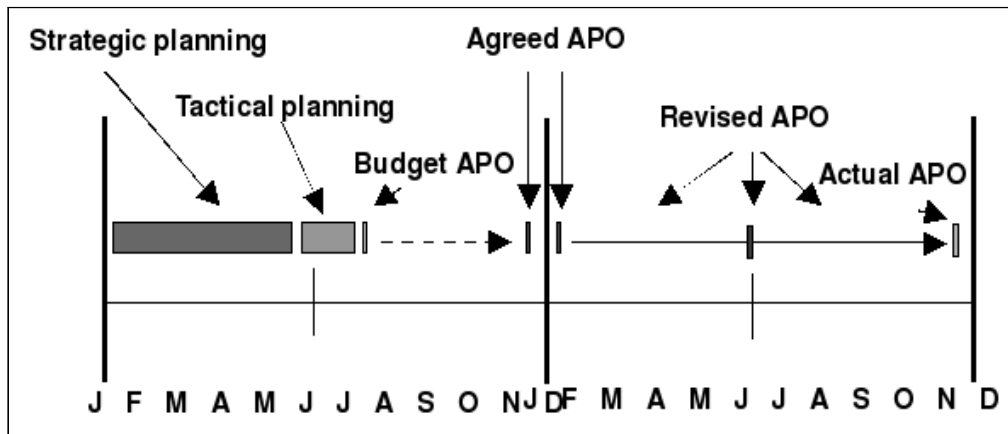 Strategic planning
Agreed APO
Tactical planning
Revised APO
Budget APO
Actual APO
J F M A M J J A S O N J D F M A M J J A S O N D